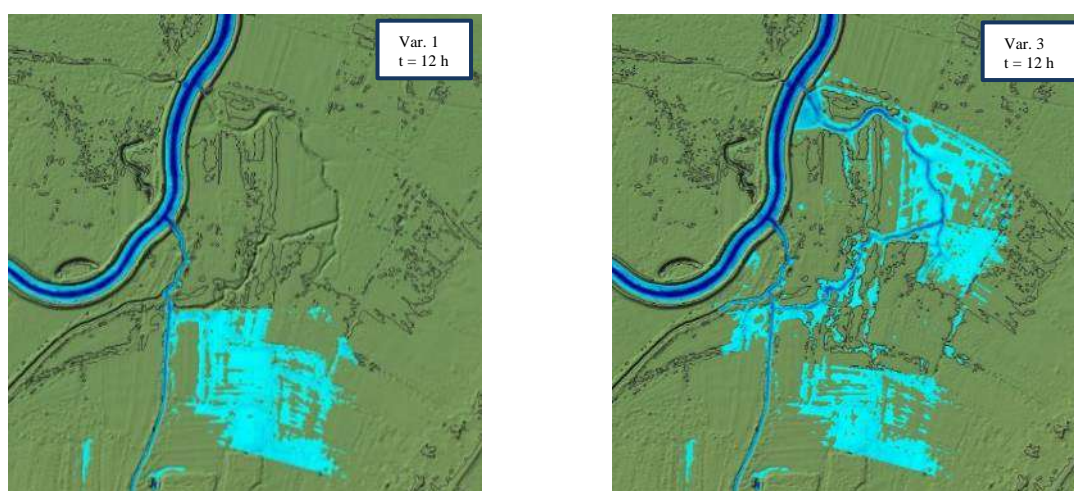 Var. 1
t = 12 h
Var. 3
t = 12 h